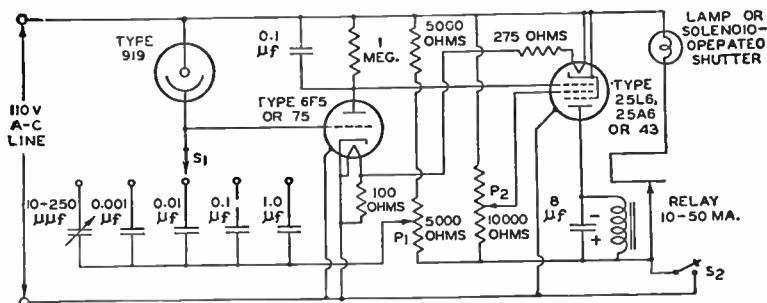 TYPE
919
0.1
µf
1
MEG.
5000
OHMS
275 OHMS
LAMP OR
SOLENOID-
OPEPATED
SHUTTER
110 V
A-C
LINE
TYPE 6F5
OR 75
TYPE
25L6,
25A6
OR 43
S1
10-250
µµf
0.001
µf
0.01
µf
0.1
µf
1.0
µf
100
OHMS
P1
5000
OHMS
P2
10000
OHMS
8
µf
-
+
RELAY
10-50 MA.
S2